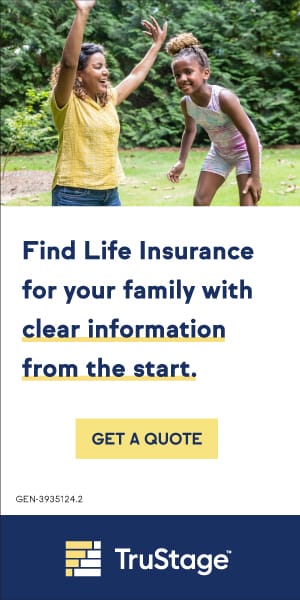 Find Life Insurance
for your family with
clear information
from the start.
GET A QUOTE
GEN-3935124.2
TruStage™